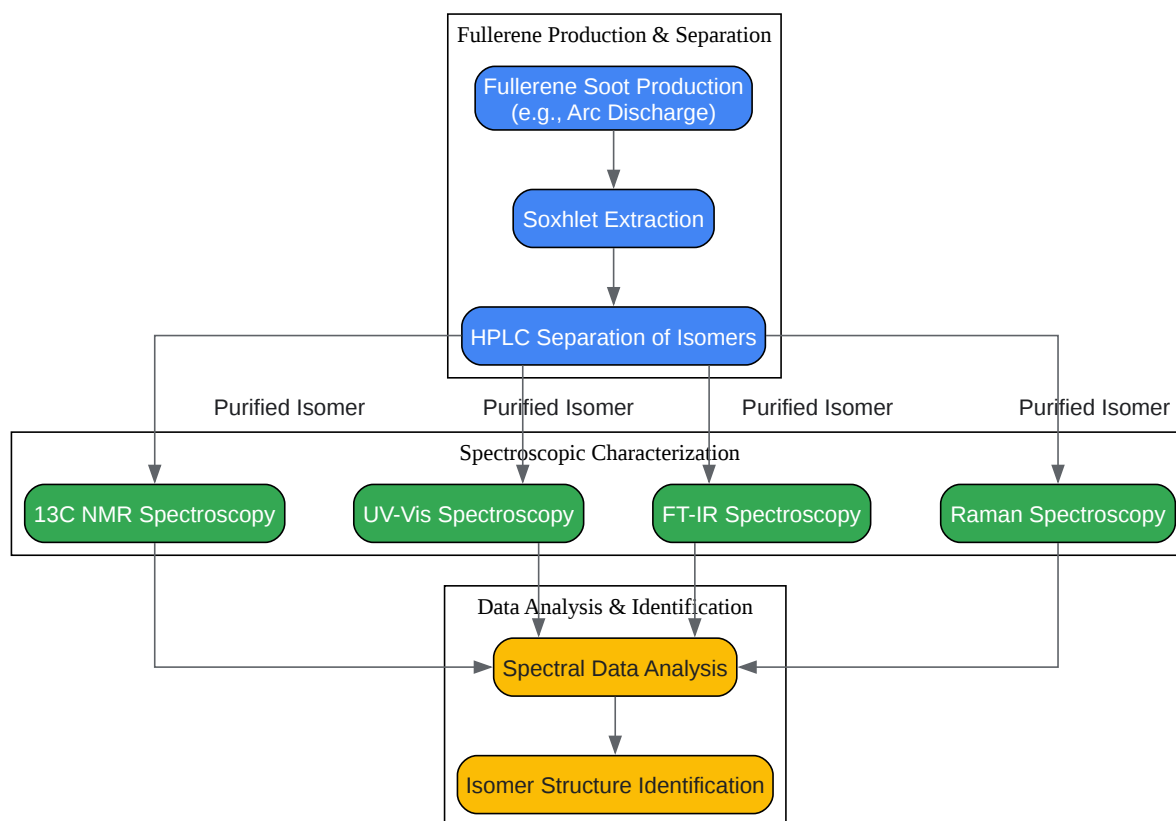 Fullerene Production & Separation
Fullerene Soot Production
(e.g., Arc Discharge)
Soxhlet Extraction
HPLC Separation of Isomers
Purified Isomer
Purified Isomer
Purified Isomer
Purified Isomer
Spectroscopic Characterization
13C NMR Spectroscopy
UV-Vis Spectroscopy
FT-IR Spectroscopy
Raman Spectroscopy
Data Analysis & Identification
Spectral Data Analysis
Isomer Structure Identification